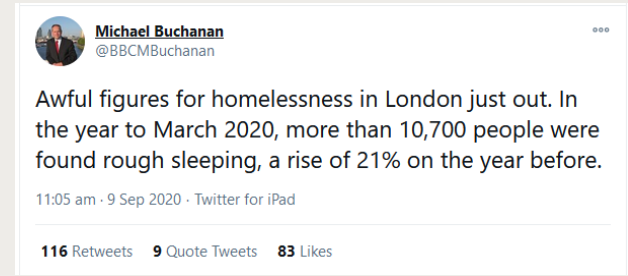 Michael Buchanan
@BBCMBuchanan
Awful figures for homelessness in London just out. In
the year to March 2020, more than 10,700 people were
found rough sleeping, a rise of 21% on the year before.
11:05 am · 9 Sep 2020 · Twitter for iPad
116 Retweets 9 Quote Tweets 83 Likes